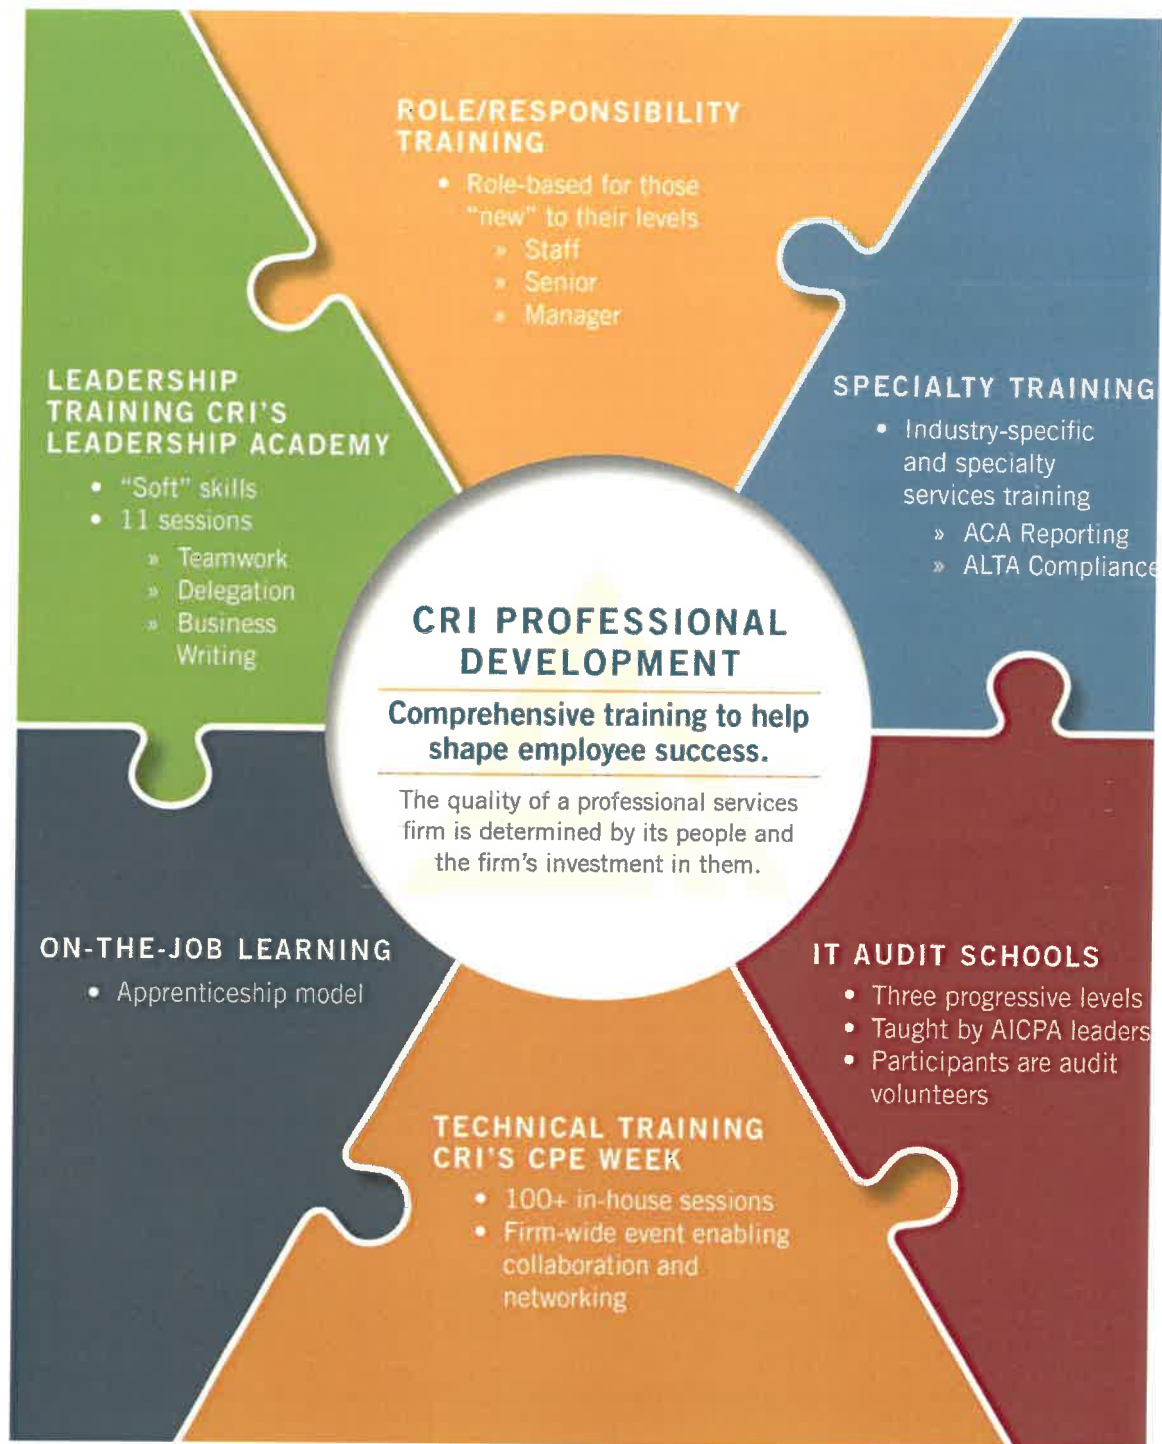 ROLE/RESPONSIBILITY
TRAINING
• Role-based for those
"new" to their levels
» Staff
» Senior
» Manager
LEADERSHIP
TRAINING CRI'S
LEADERSHIP ACADEMY
• "Soft" skills
• 11 sessions
» Teamwork
» Delegation
» Business
Writing
SPECIALTY TRAINING
• Industry-specific
and specialty
services training
» ACA Reporting
» ALTA Compliance
CRI PROFESSIONAL
DEVELOPMENT
Comprehensive training to help
shape employee success.
The quality of a professional services
firm is determined by its people and
the firm's investment in them.
ON-THE-JOB LEARNING
• Apprenticeship model
IT AUDIT SCHOOLS
• Three progressive levels
• Taught by AICPA leaders
• Participants are audit
volunteers
TECHNICAL TRAINING
CRI'S CPE WEEK
• 100+ in-house sessions
• Firm-wide event enabling
collaboration and
networking